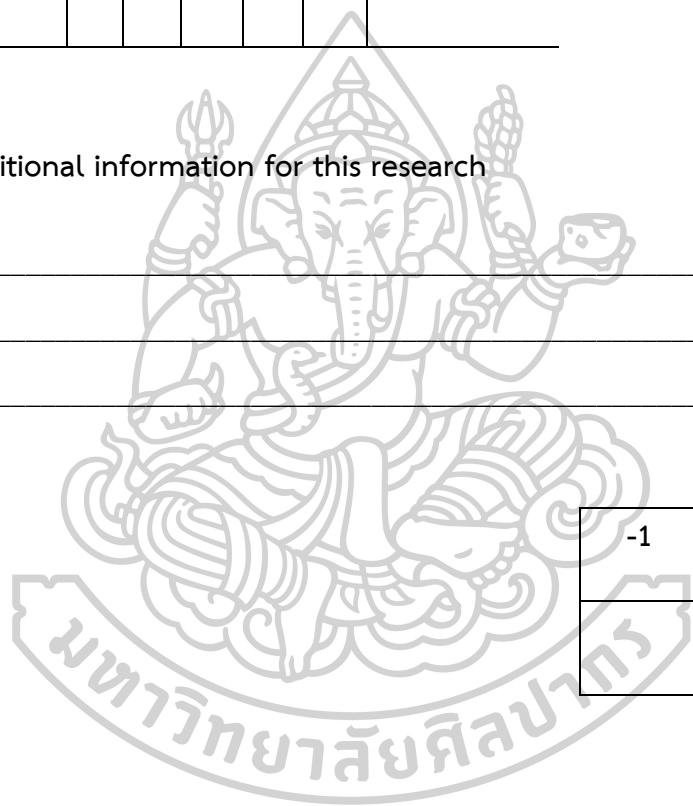 itional information for this research
-1
มหาวิทยาลัยศิลปากร